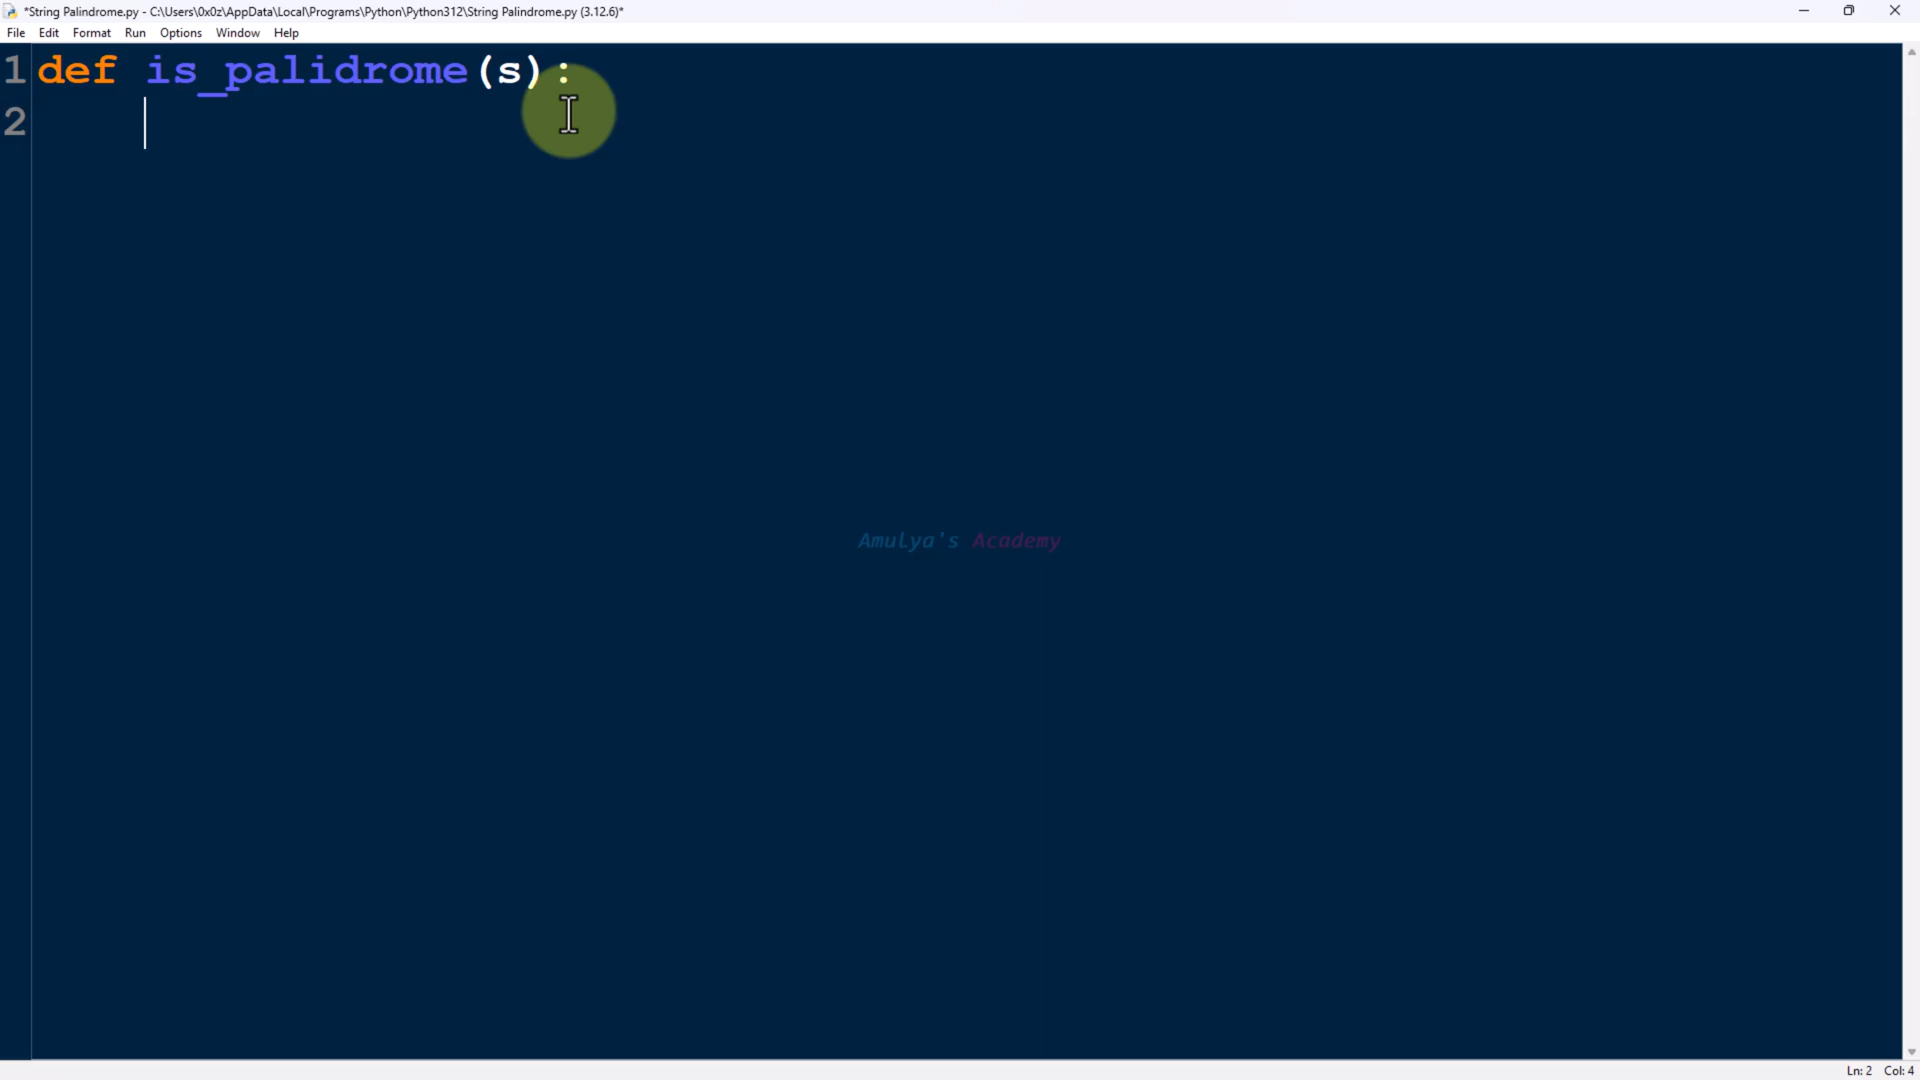 *String Palindrome.py - C:\Users\0x0z\AppData\Local\Programs\Python\Python312\String Palindrome.py (3.12.6)*
File Edit Format Run Options Window Help
1 def is_palidrome(s):
2
Amulya's Academy
Ln: 2 Col: 4